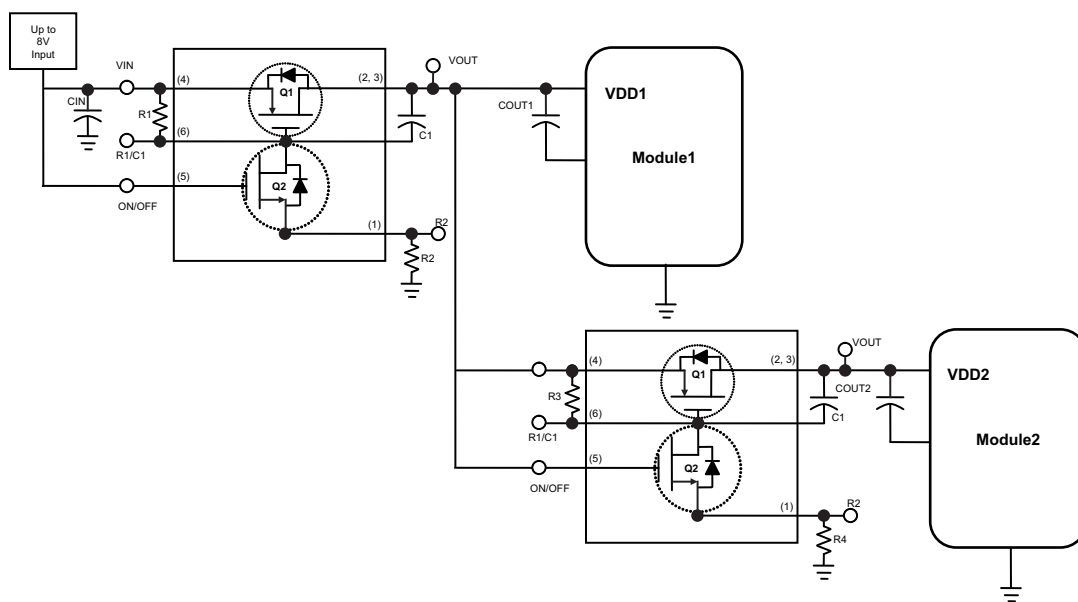 Up to
8V
Input
VIN
(4)
(2, 3)
VOUT
Q1
CIN
R1
C1
COUT1
VDD1
R1/C1
(6)
Module1
(5)
Q2
ON/OFF
(1)
R2
R2
(4)
(2, 3)
VOUT
Q1
R3
C1
COUT2
VDD2
R1/C1
(6)
Module2
(5)
Q2
ON/OFF
(1)
R2
R4